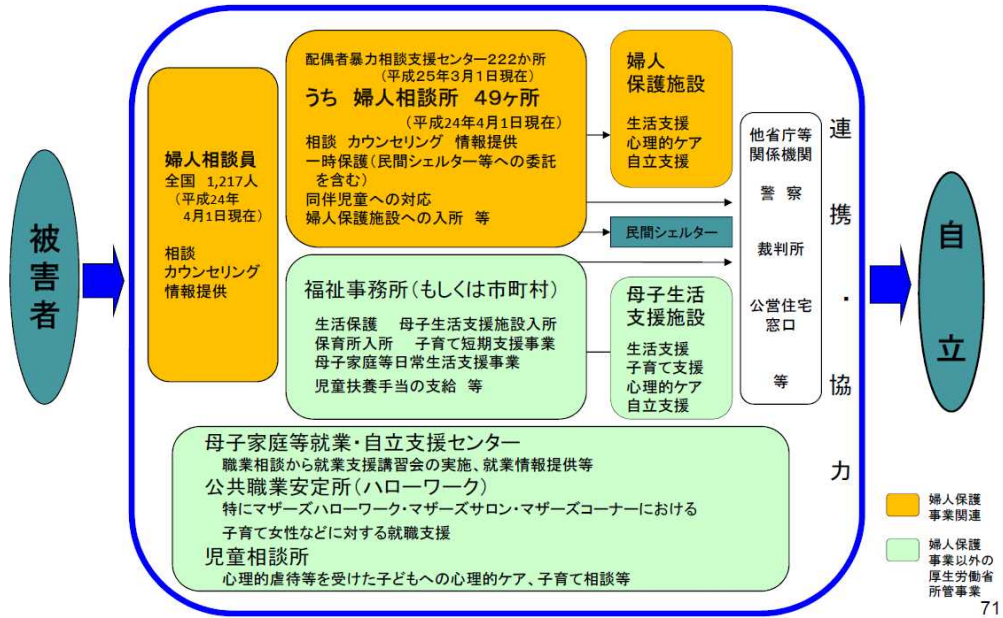 被害者
婦人相談員
全国 1,217人
(平成24年
4月1日現在)
相談
カウンセリング
情報提供
配偶者暴力相談支援センター222か所
(平成25年3月1日現在)
うち 婦人相談所 49ヶ所
(平成24年4月1日現在)
相談 カウンセリング 情報提供
一時保護(民間シェルター等への委託
を含む)
同伴児童への対応
婦人保護施設への入所 等
婦人
保護施設
生活支援
心理的ケア
自立支援
民間シェルター
福祉事務所(もしくは市町村)
生活保護 母子生活支援施設入所
保育所入所 子育て短期支援事業
母子家庭等日常生活支援事業
児童扶養手当の支給 等
母子生活
支援施設
生活支援
子育て支援
心理的ケア
自立支援
他省庁等
関係機関
警察
裁判所
公営住宅
窓口
等
連携・協力
自立
母子家庭等就業・自立支援センター
職業相談から就業支援講習会の実施、就業情報提供等
公共職業安定所(ハローワーク)
特にマザーズハローワーク・マザーズサロン・マザーズコーナーにおける
子育て女性などに対する就職支援
児童相談所
心理的虐待等を受けた子どもへの心理的ケア、子育て相談等
婦人保護
事業関連
婦人保護
事業以外の
厚生労働省
所管事業
71